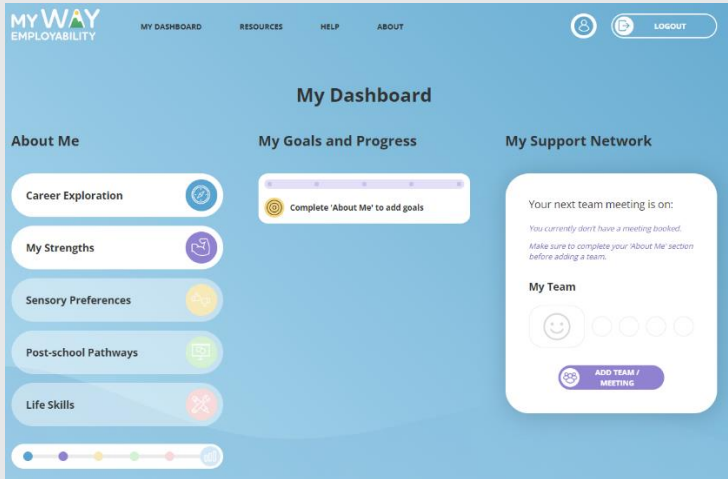 MY WAY
EMPLOYABILITY
MY DASHBOARD
RESOURCES
HELP
ABOUT
LOGOUT
My Dashboard
About Me
Career Exploration
My Strengths
Sensory Preferences
Post-school Pathways
Life Skills
My Goals and Progress
Complete 'About Me' to add goals
My Support Network
Your next team meeting is on:
You currently don't have a meeting booked.
Make sure to complete your 'About Me' section
before adding a team.
My Team
ADD TEAM /
MEETING